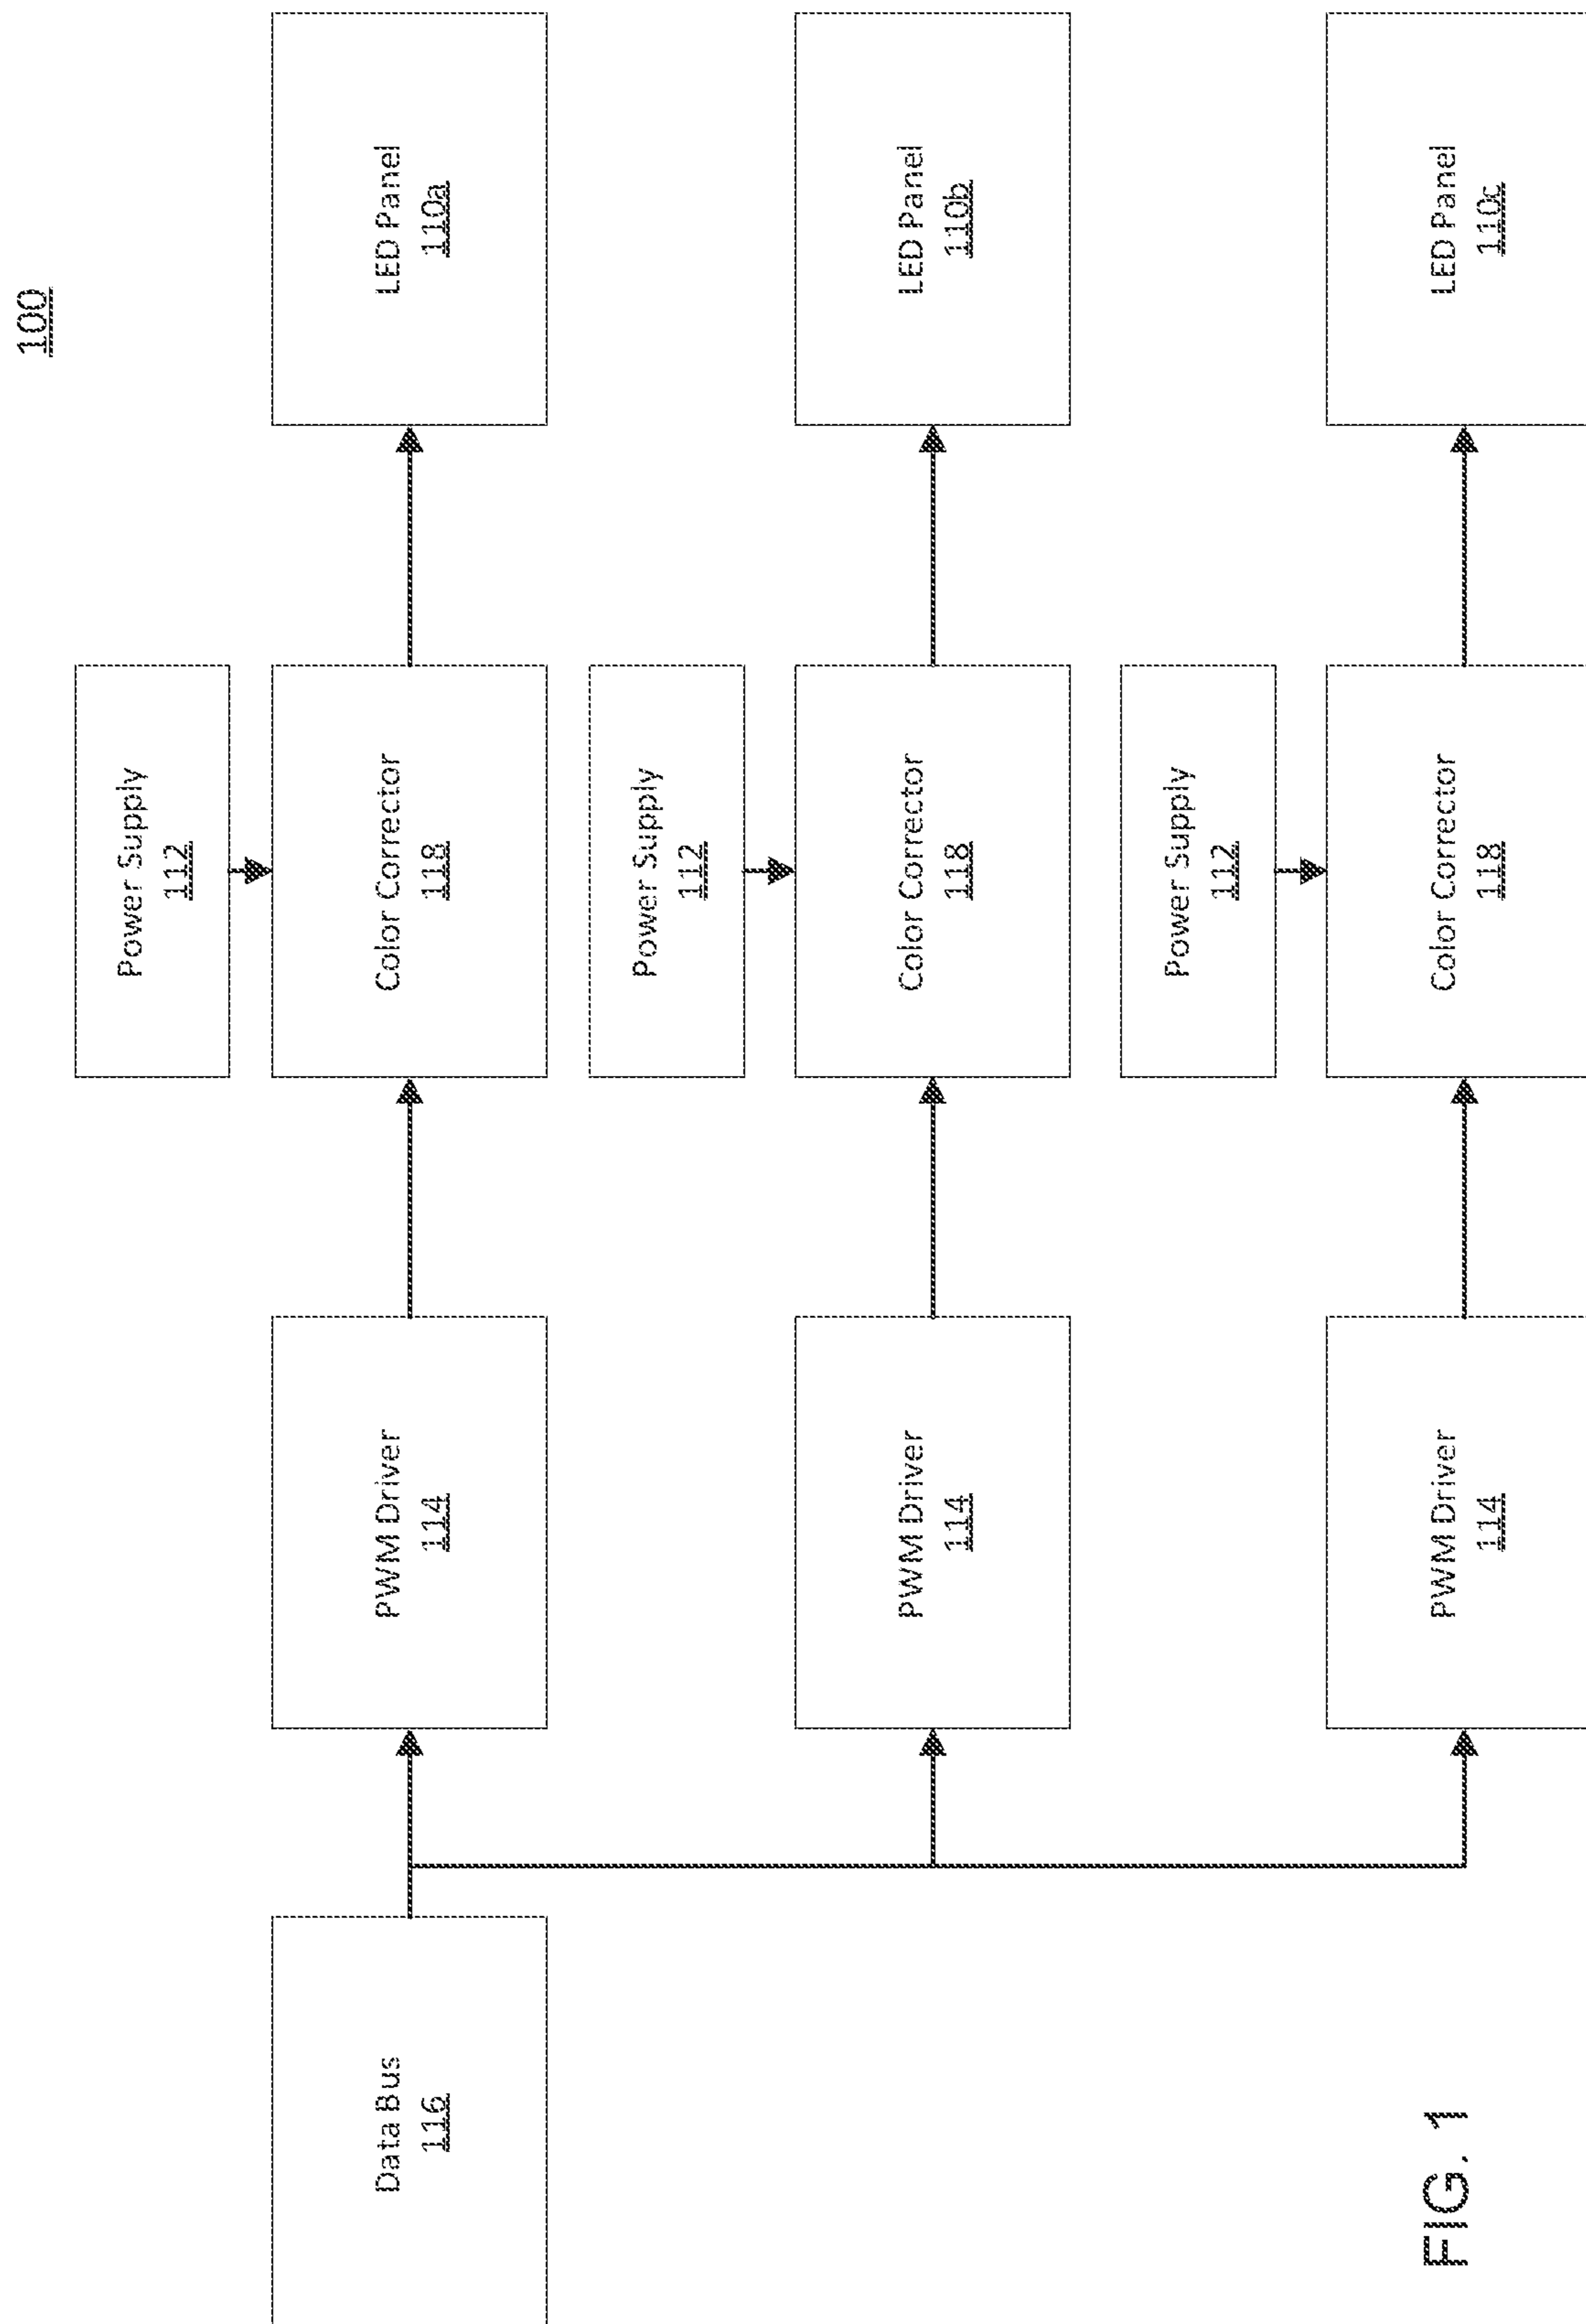 100
Power Supply
112
Data Bus
116
PWM Driver
114
Color Corrector
118
LED Panel
110a
Power Supply
112
PWM Driver
114
Color Corrector
118
LED Panel
110b
Power Supply
112
PWM Driver
114
Color Corrector
118
LED Panel
110c
FIG. 1